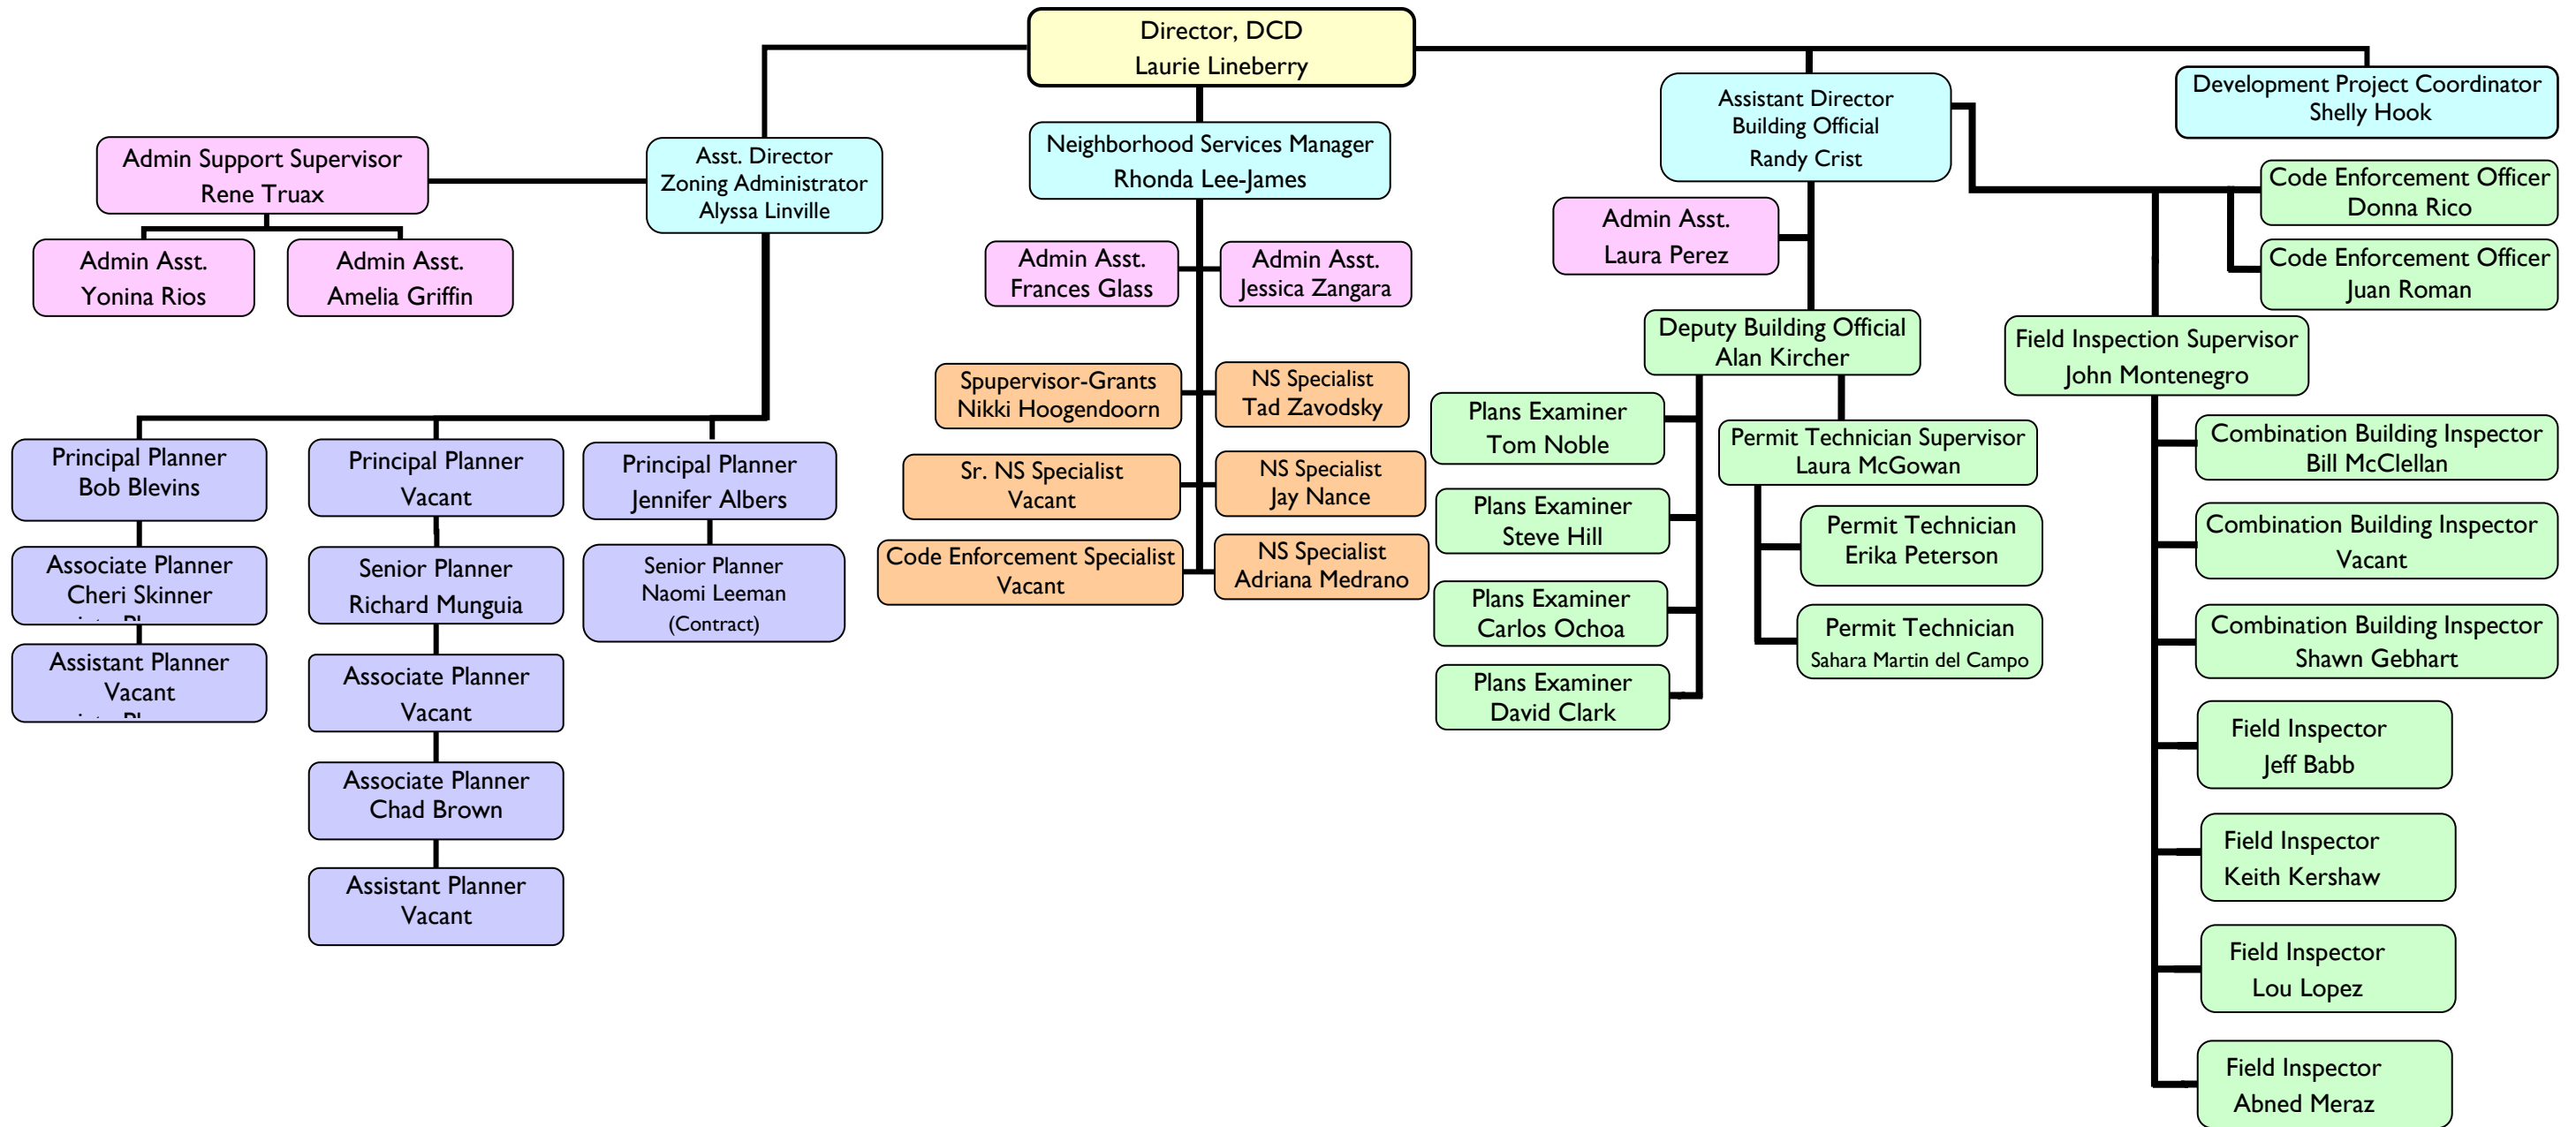 Director, DCD
Laurie Lineberry
Development Project Coordinator
Shelly Hook
Assistant Director
Building Official
Randy Crist
Neighborhood Services Manager
Rhonda Lee-James
Asst. Director
Zoning Administrator
Alyssa Linville
Admin Support Supervisor
Rene Truax
Admin Asst.
Yonina Rios
Admin Asst.
Amelia Griffin
Principal Planner
Bob Blevins
Associate Planner
Cheri Skinner
Assistant Planner
Vacant
Principal Planner
Vacant
Senior Planner
Richard Munguia
Associate Planner
Vacant
Associate Planner
Chad Brown
Assistant Planner
Vacant
Principal Planner
Jennifer Albers
Senior Planner
Naomi Leeman
(Contract)
Admin Asst.
Frances Glass
Admin Asst.
Jessica Zangara
Spupervisor-Grants
Nikki Hoogendoorn
NS Specialist
Tad Zavodsky
Sr. NS Specialist
Vacant
NS Specialist
Jay Nance
Code Enforcement Specialist
Vacant
NS Specialist
Adriana Medrano
Admin Asst.
Laura Perez
Deputy Building Official
Alan Kircher
Plans Examiner
Tom Noble
Plans Examiner
Steve Hill
Plans Examiner
Carlos Ochoa
Plans Examiner
David Clark
Permit Technician Supervisor
Laura McGowan
Permit Technician
Erika Peterson
Permit Technician
Sahara Martin del Campo
Code Enforcement Officer
Donna Rico
Code Enforcement Officer
Juan Roman
Field Inspection Supervisor
John Montenegro
Combination Building Inspector
Bill McClellan
Combination Building Inspector
Vacant
Combination Building Inspector
Shawn Gebhart
Field Inspector
Jeff Babb
Field Inspector
Keith Kershaw
Field Inspector
Lou Lopez
Field Inspector
Abned Meraz